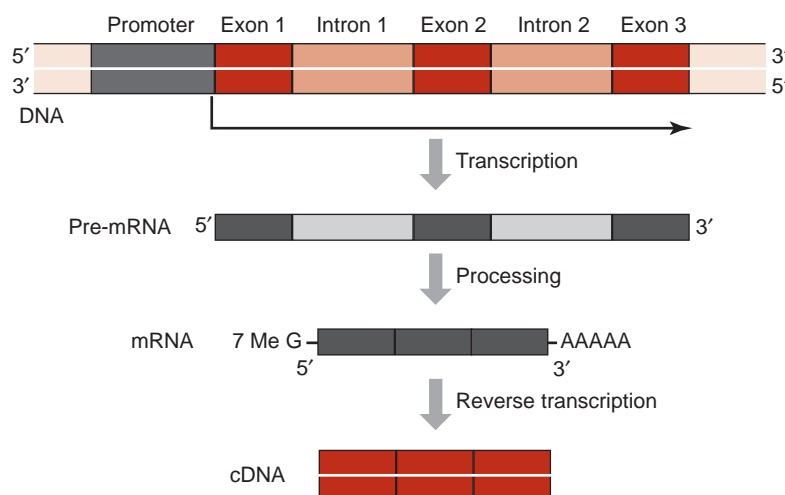 Promoter Exon 1 Intron 1 Exon 2 Intron 2 Exon 3
5′ 3′
3′ 5′
DNA
Transcription
Pre-mRNA 5′ 3′
Processing
mRNA 7 Me G AAAAA
5′ 3′
Reverse transcription
cDNA